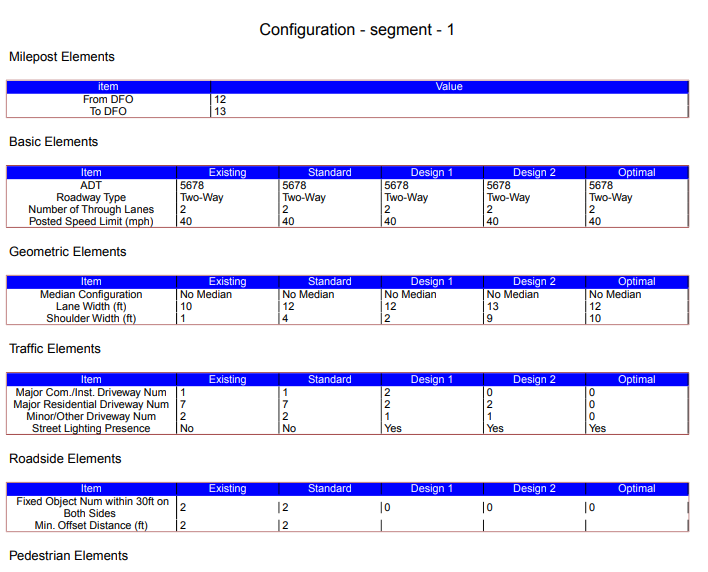 Configuration - segment - 1
Milepost Elements
item Value
From DFO 12
To DFO 13
Basic Elements
Item Existing Standard Design 1 Design 2 Optimal
ADT 5678 5678 5678 5678 5678
Roadway Type Two-Way Two-Way Two-Way Two-Way Two-Way
Number of Through Lanes 2 2 2 2 2
Posted Speed Limit (mph) 40 40 40 40 40
Geometric Elements
Item Existing Standard Design 1 Design 2 Optimal
Median Configuration No Median No Median No Median No Median No Median
Lane Width (ft) 10 12 12 13 12
Shoulder Width (ft) 1 4 2 9 10
Traffic Elements
Item Existing Standard Design 1 Design 2 Optimal
Major Com./Inst. Driveway Num 1 1 2 0 0
Major Residential Driveway Num 7 7 2 2 0
Minor/Other Driveway Num 2 2 1 1 0
Street Lighting Presence No No Yes Yes Yes
Roadside Elements
Item Existing Standard Design 1 Design 2 Optimal
Fixed Object Num within 30ft on
Both Sides 2 2 0 0 0
Min. Offset Distance (ft) 2 2
Pedestrian Elements